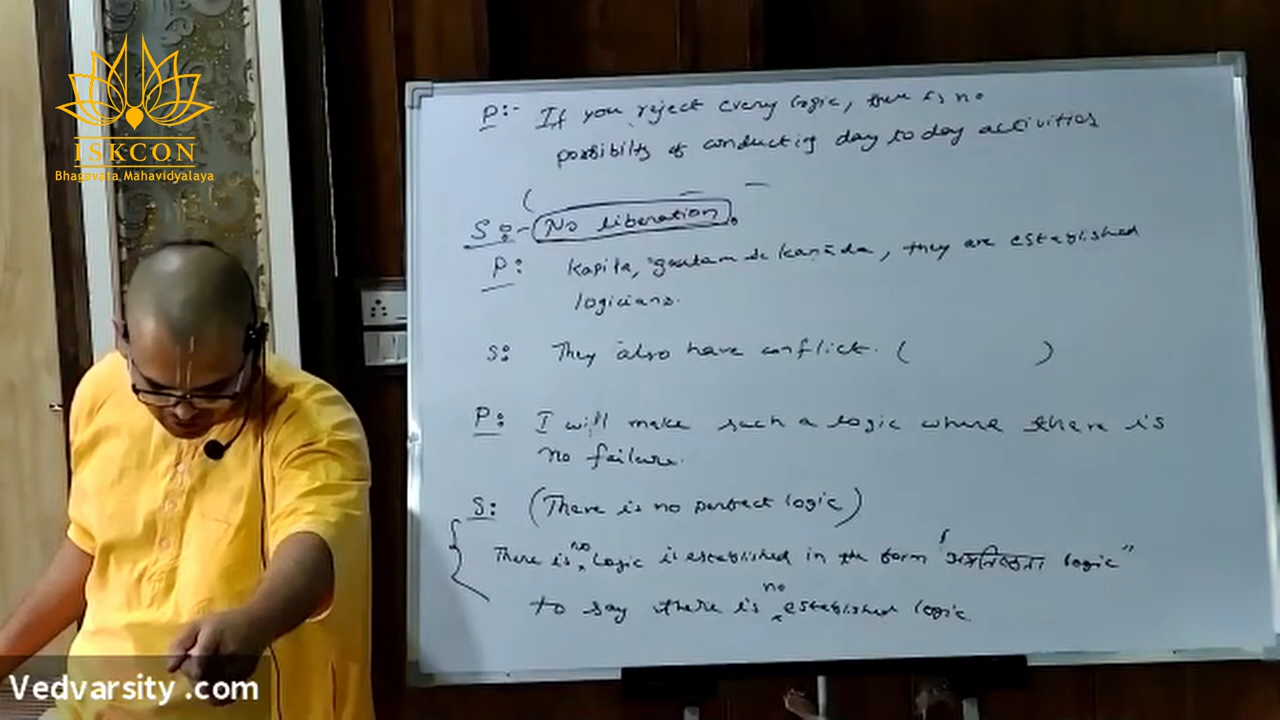 ISKCON
Bhagavata Mahavidyalaya
P:- If you reject every logic, there is no
possibilty of conducting day to day activities
S:- No liberation.
P: Kapila, gautam & Kanāda, they are established
logicians.
S: They also have conflict. ( )
P: I will make such a logic where there is
no failure.
S: (There is no perfect logic)
There is no logic is established in the form " logic"
to say there is no established logic
Vedvarsity .com